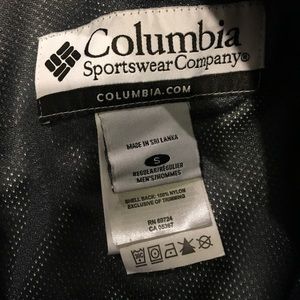 Columbia
Sportswear Company®
COLUMBIA.COM
MADE IN SRI LANKA
S
REGULAR/RÉGULIER
MEN'S/HOMMES
SHELL BACK: 100% NYLON
EXCLUSIVE OF TRIMMING
RN 69724
CA 05367